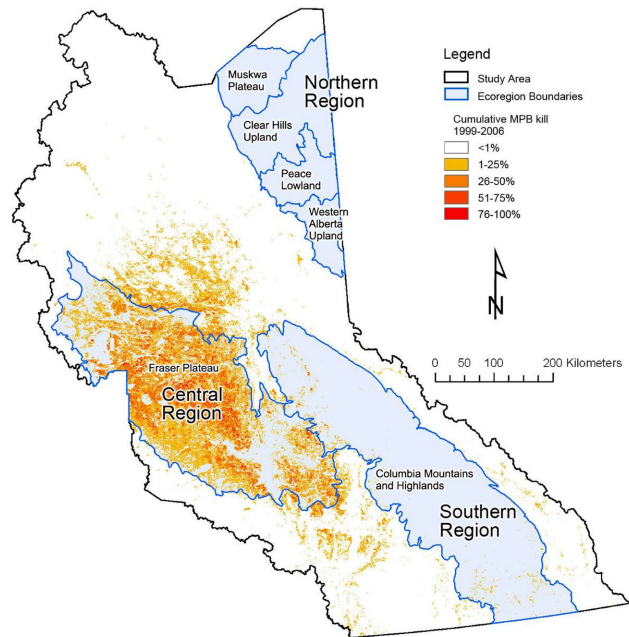 Muskwa
Plateau
Northern
Region
Clear Hills
Upland
Peace
Lowland
Western
Alberta
Upland
Legend
Study Area
Ecoregion Boundaries
Cumulative MPB kill
1999-2006
<1%
1-25%
26-50%
51-75%
76-100%
N
0 50 100 200 Kilometers
Fraser Plateau
Central
Region
Columbia Mountains
and Highlands
Southern
Region